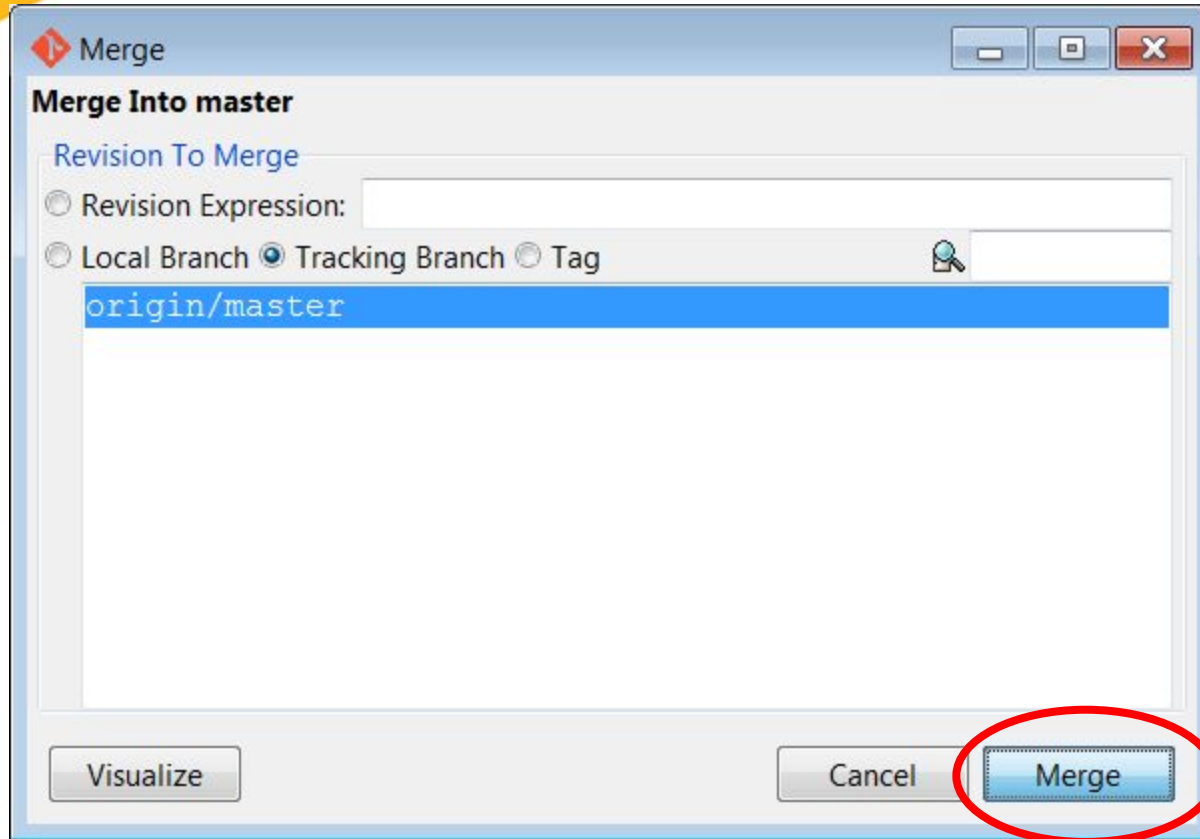 Merge
Merge Into master
Revision To Merge
Revision Expression:
Local Branch Tracking Branch Tag
origin/master
Visualize Cancel Merge